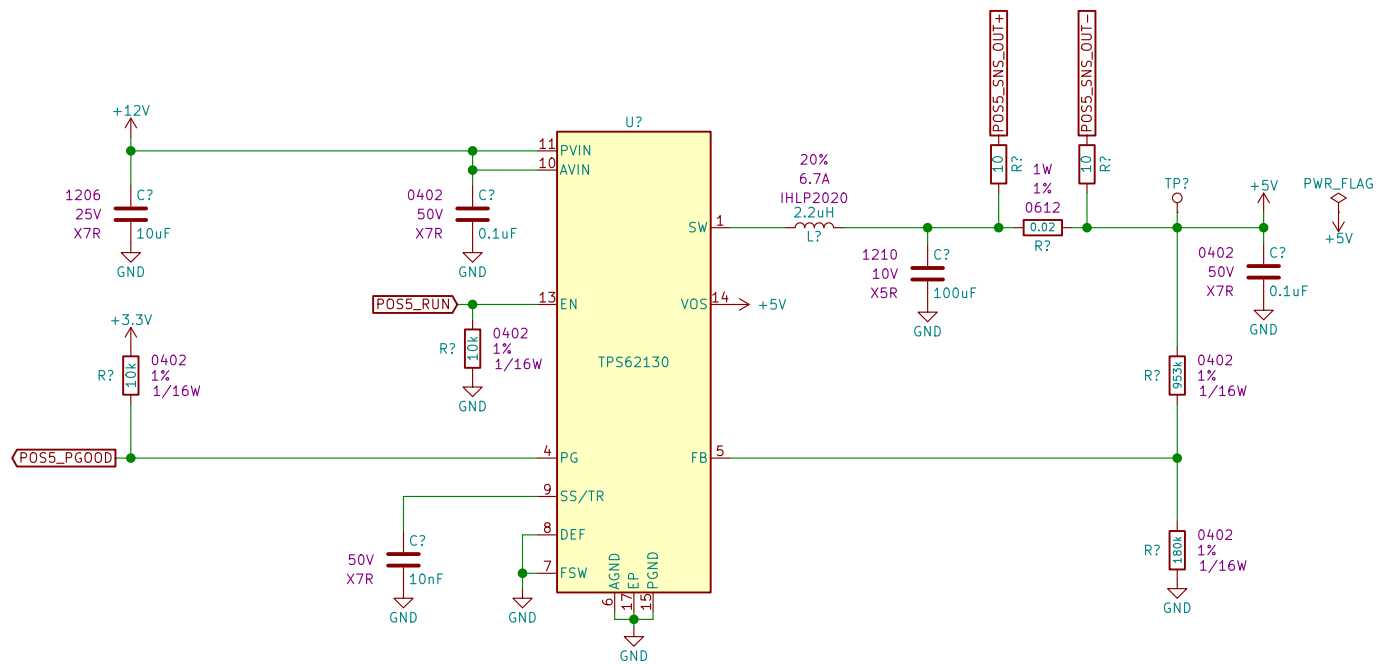 POS5_SNS_OUT+
POS5_SNS_OUT-
10
R?
10
R?
+12V
1206
25V
X7R
C?
10uF
GND
0402
50V
X7R
C?
0.1uF
GND
U?
TPS62130
11
PVIN
10
AVIN
13
EN
4
PG
9
SS/TR
8
DEF
7
FSW
6
AGND
17
EP
15
PGND
GND
SW
1
VOS
14
+5V
FB
5
20%
6.7A
IHLP2020
2.2uH
L?
1210
10V
X5R
C?
100uF
GND
1W
1%
0612
0.02
R?
TP?
+5V
PWR_FLAG
+5V
0402
50V
X7R
C?
0.1uF
GND
POS5_RUN
R?
10k
0402
1%
1/16W
GND
+3.3V
R?
10k
0402
1%
1/16W
POS5_PGOOD
50V
X7R
C?
10nF
GND
GND
R?
953k
0402
1%
1/16W
R?
180k
0402
1%
1/16W
GND